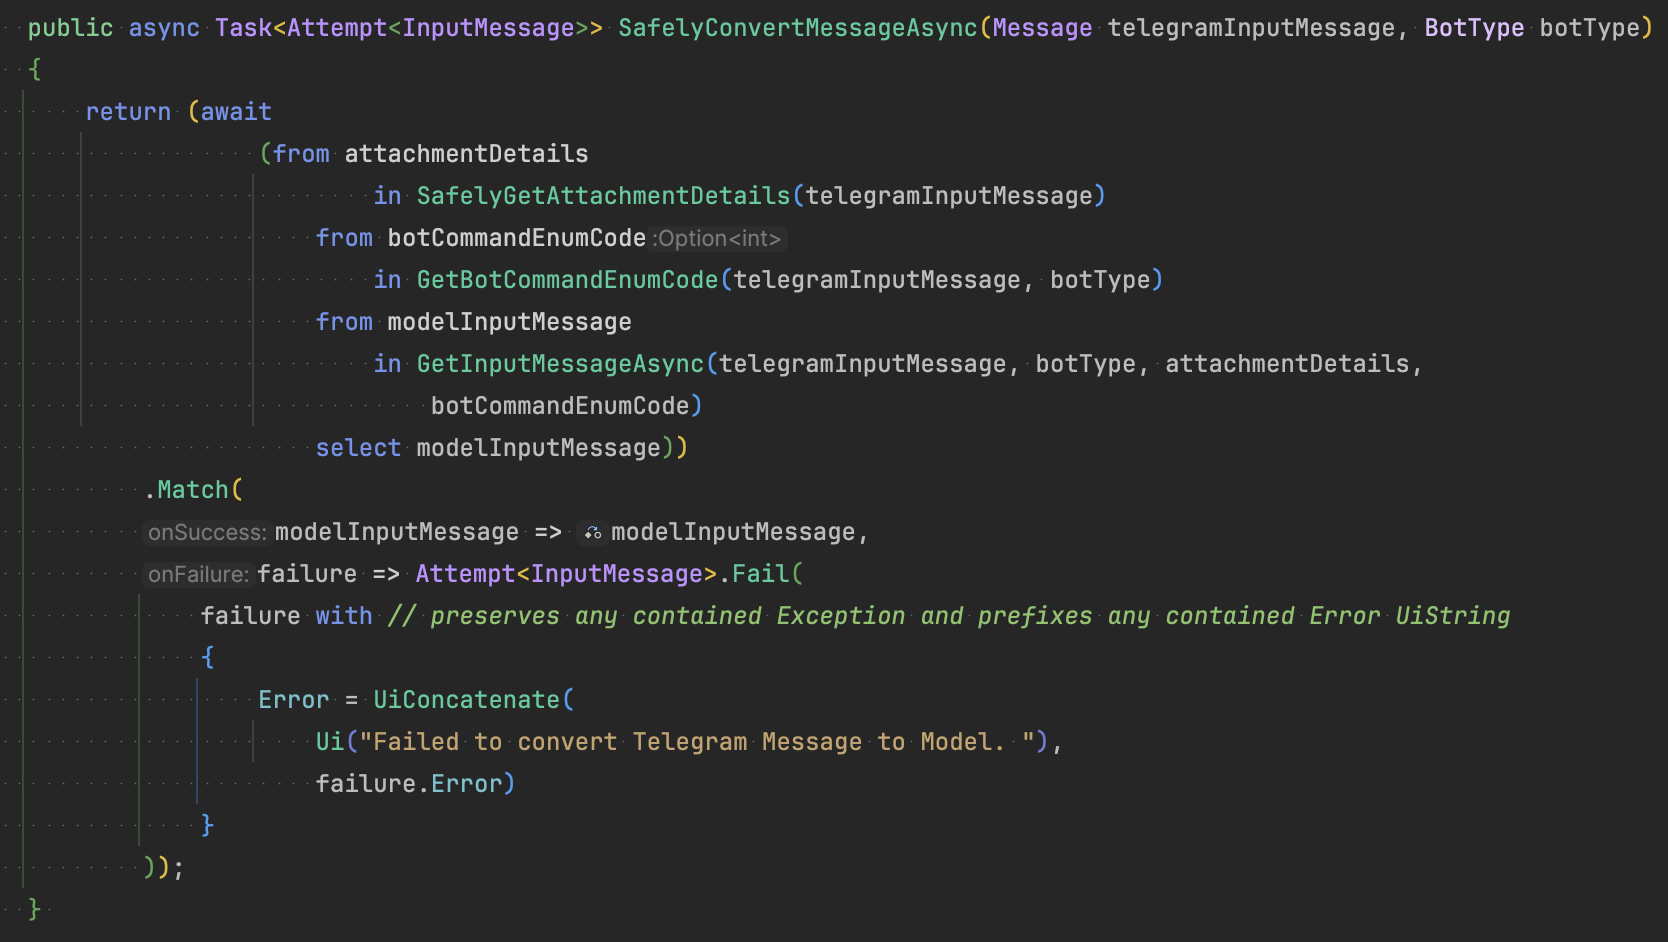 public async Task<Attempt<InputMessage>> SafelyConvertMessageAsync(Message telegramInputMessage, BotType botType)
{
return (await
(from attachmentDetails
in SafelyGetAttachmentDetails(telegramInputMessage)
from botCommandEnumCode :Option<int>
in GetBotCommandEnumCode(telegramInputMessage, botType)
from modelInputMessage
in GetInputMessageAsync(telegramInputMessage, botType, attachmentDetails,
botCommandEnumCode)
select modelInputMessage))
.Match(
onSuccess: modelInputMessage => modelInputMessage,
onFailure: failure => Attempt<InputMessage>.Fail(
failure with // preserves any contained Exception and prefixes any contained Error UiString
{
Error = UiConcatenate(
Ui("Failed to convert Telegram Message to Model. "),
failure.Error)
}
));
}